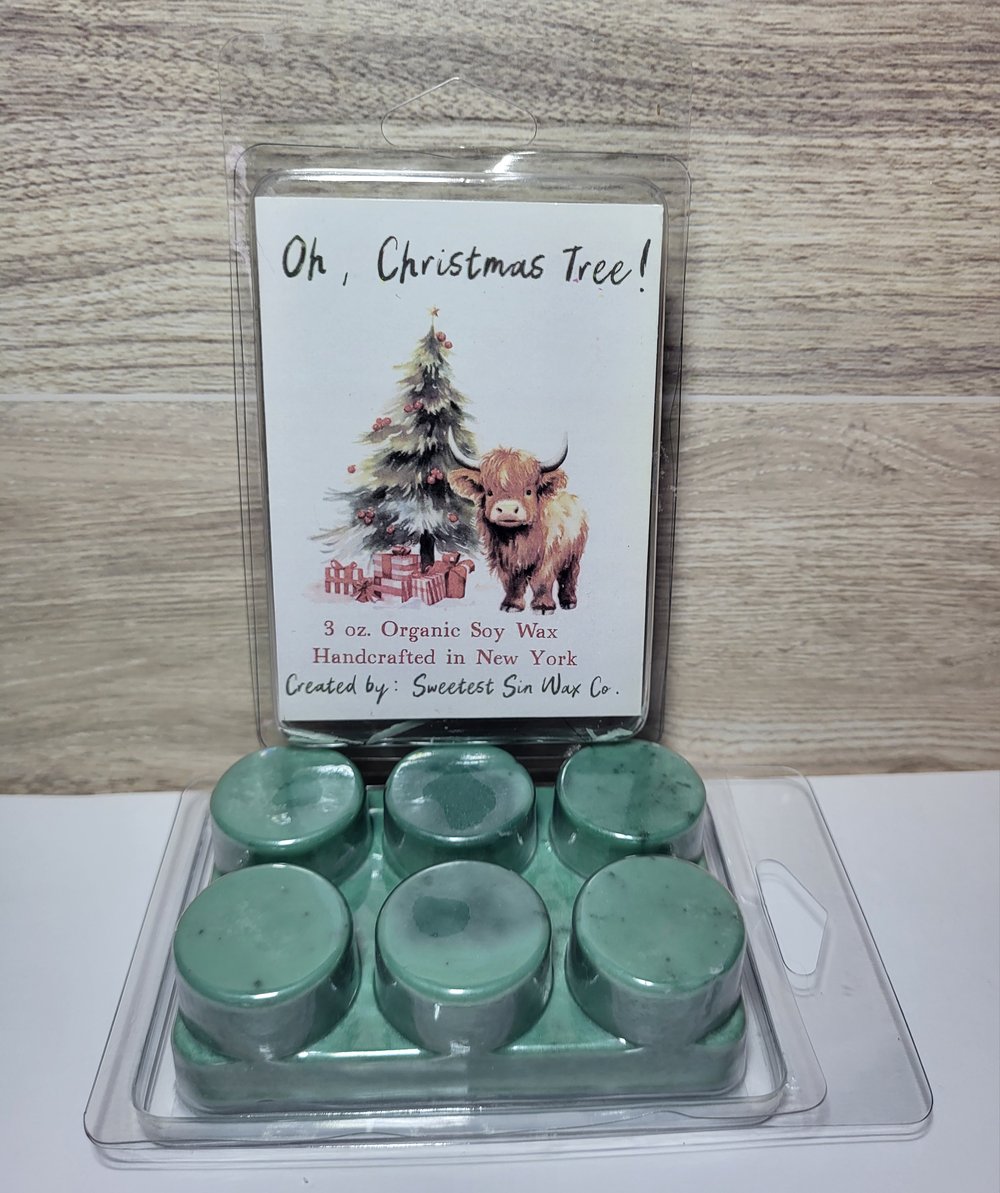 Oh, Christmas Tree!
3 oz. Organic Soy Wax
Handcrafted in New York
Created by: Sweetest Sin Wax Co.